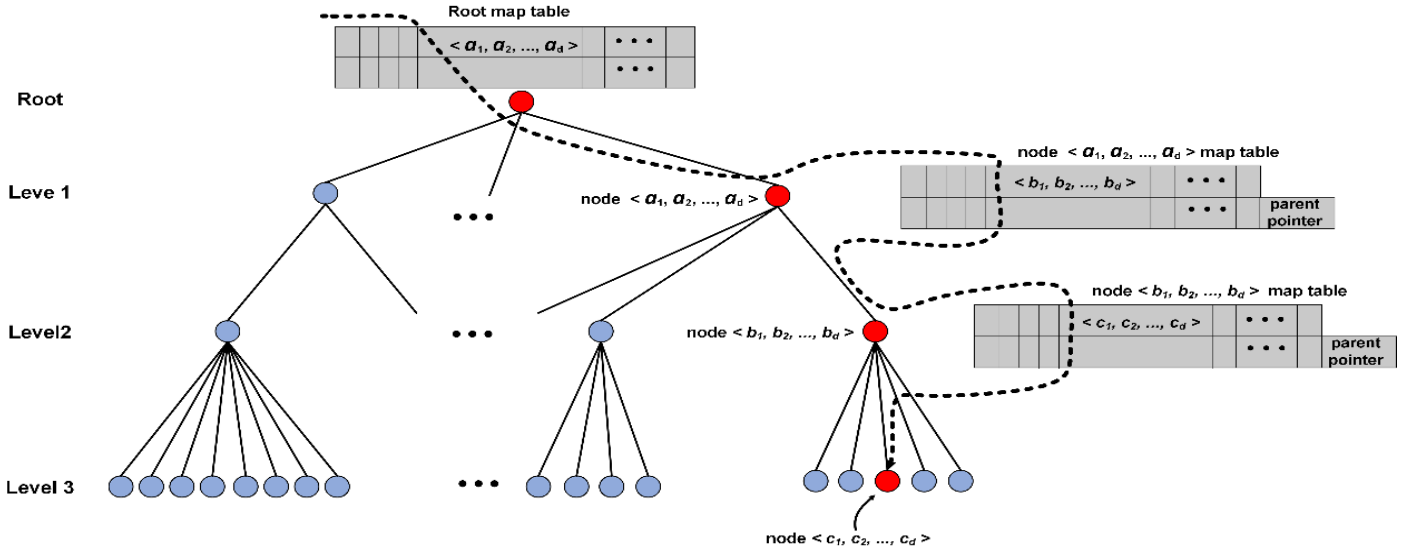 Root map table
< a1, a2, ..., ad > • • •
• • •
Root
node < a1, a2, ..., ad > map table
Leve 1
< b1, b2, ..., bd > • • •
node < a1, a2, ..., ad >
• • •
• • •
parent
pointer
node < b1, b2, ..., bd > map table
Level2
• • •
node < b1, b2, ..., bd >
< c1, c2, ..., cd > • • •
• • •
parent
pointer
Level 3
• • •
node < c1, c2, ..., cd >